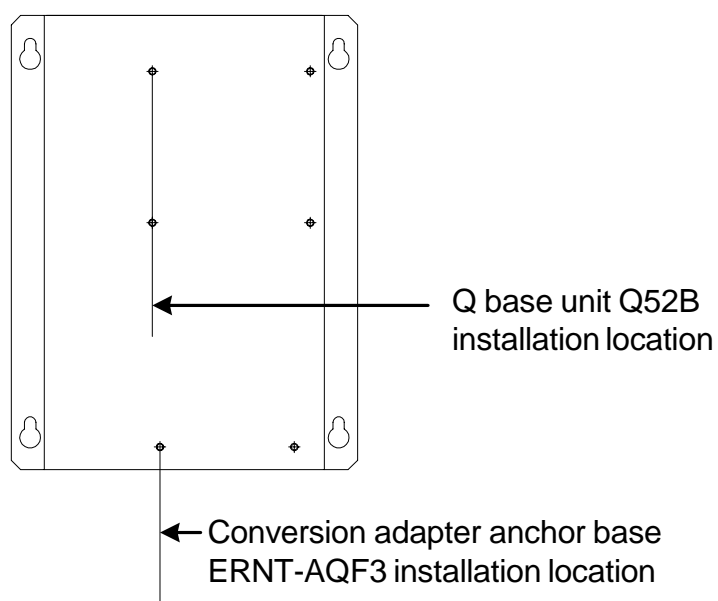 Q base unit Q52B
installation location
Conversion adapter anchor base
ERNT-AQF3 installation location